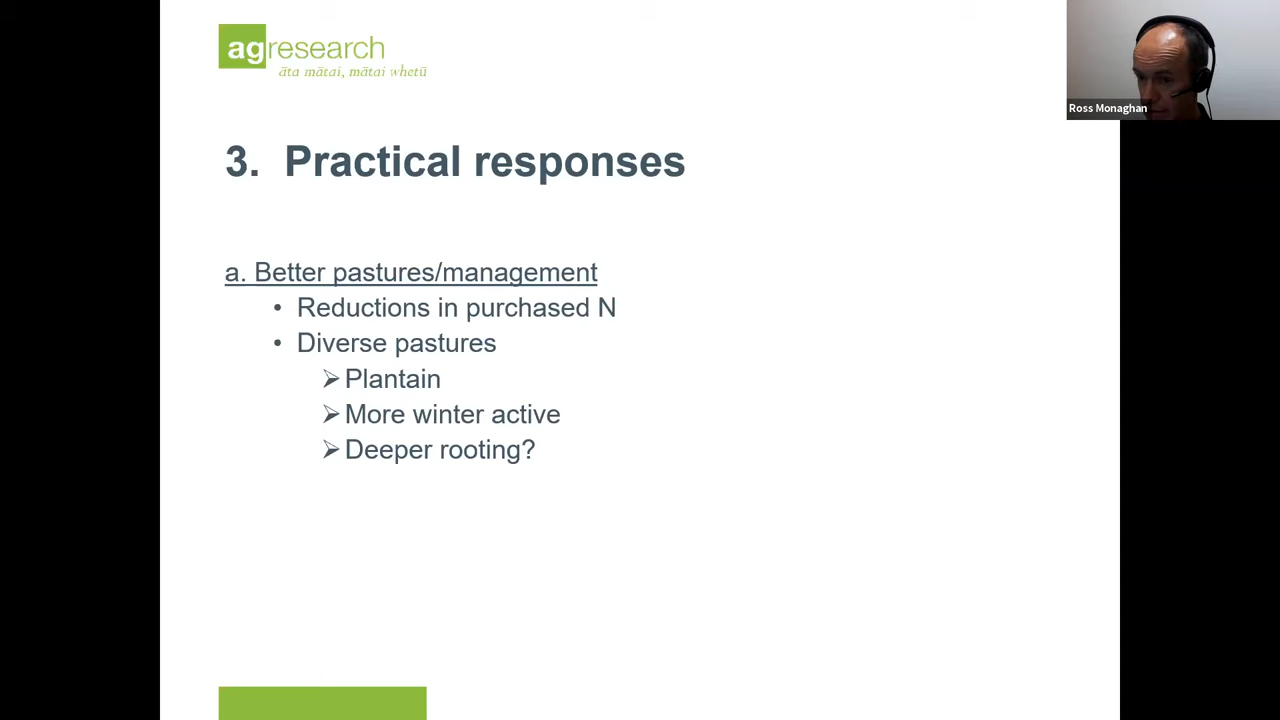 agresearch
āta mātai, mātai whetū
Ross Monaghan
3. Practical responses
a. Better pastures/management
• Reductions in purchased N
• Diverse pastures
➢ Plantain
➢ More winter active
➢ Deeper rooting?